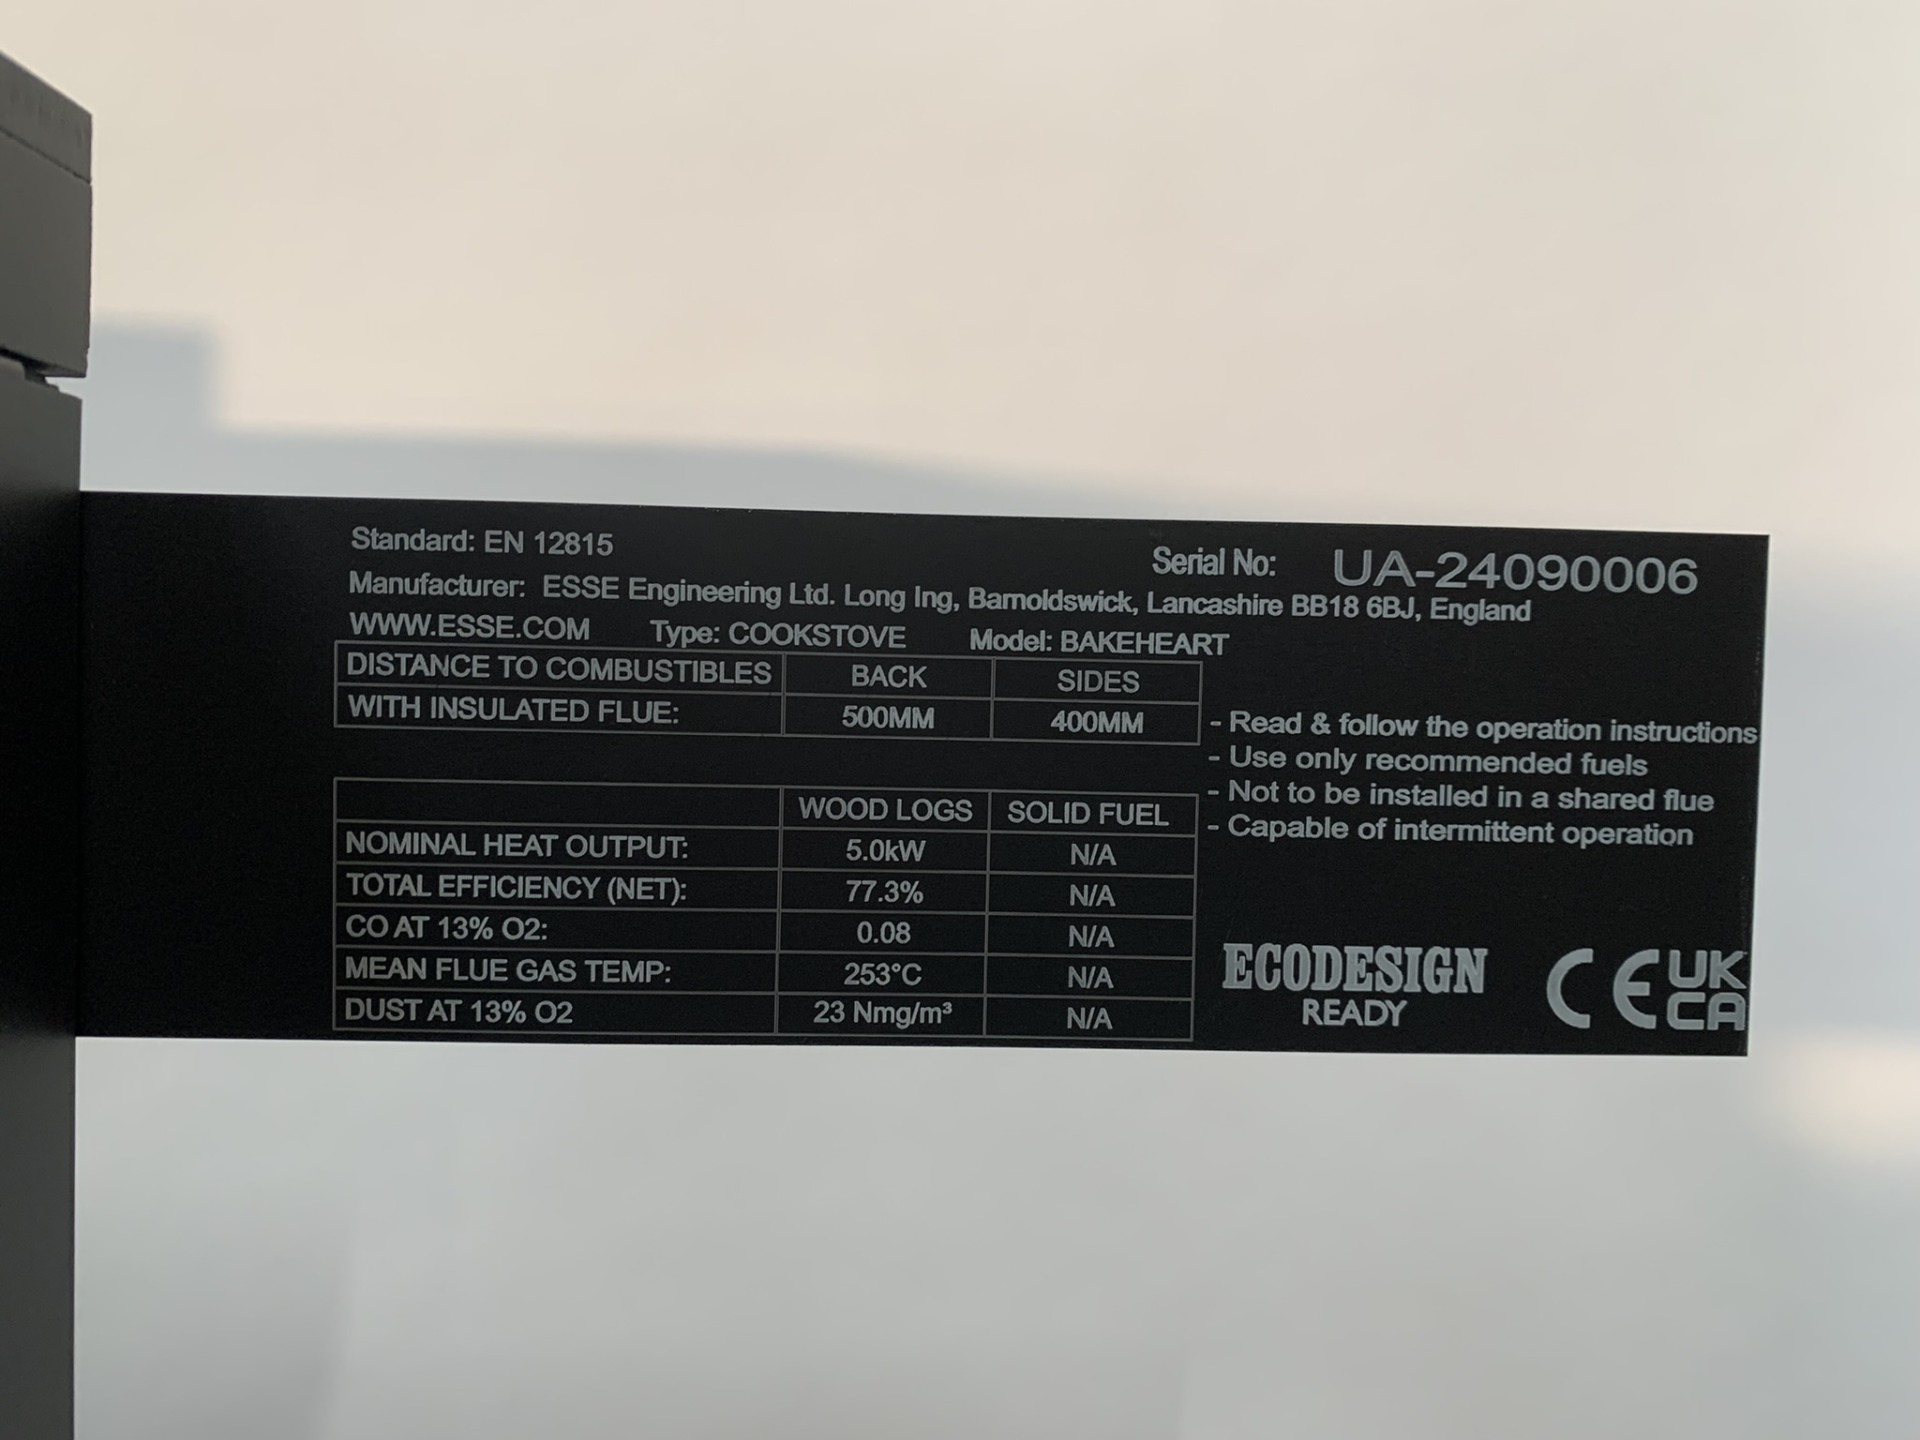 Standard: EN 12815
Serial No: UA-24090006
Manufacturer: ESSE Engineering Ltd. Long Ing, Barnoldswick, Lancashire BB18 6BJ, England
WWW.ESSE.COM Type: COOKSTOVE Model: BAKEHEART
DISTANCE TO COMBUSTIBLES BACK SIDES
WITH INSULATED FLUE: 500MM 400MM
- Read & follow the operation instructions
- Use only recommended fuels
- Not to be installed in a shared flue
- Capable of intermittent operation
WOOD LOGS SOLID FUEL
NOMINAL HEAT OUTPUT: 5.0kW N/A
TOTAL EFFICIENCY (NET): 77.3% N/A
CO AT 13% O2: 0.08 N/A
MEAN FLUE GAS TEMP: 253°C N/A
DUST AT 13% O2 23 Nmg/m³ N/A
ECODESIGN
READY
CE UK
CA